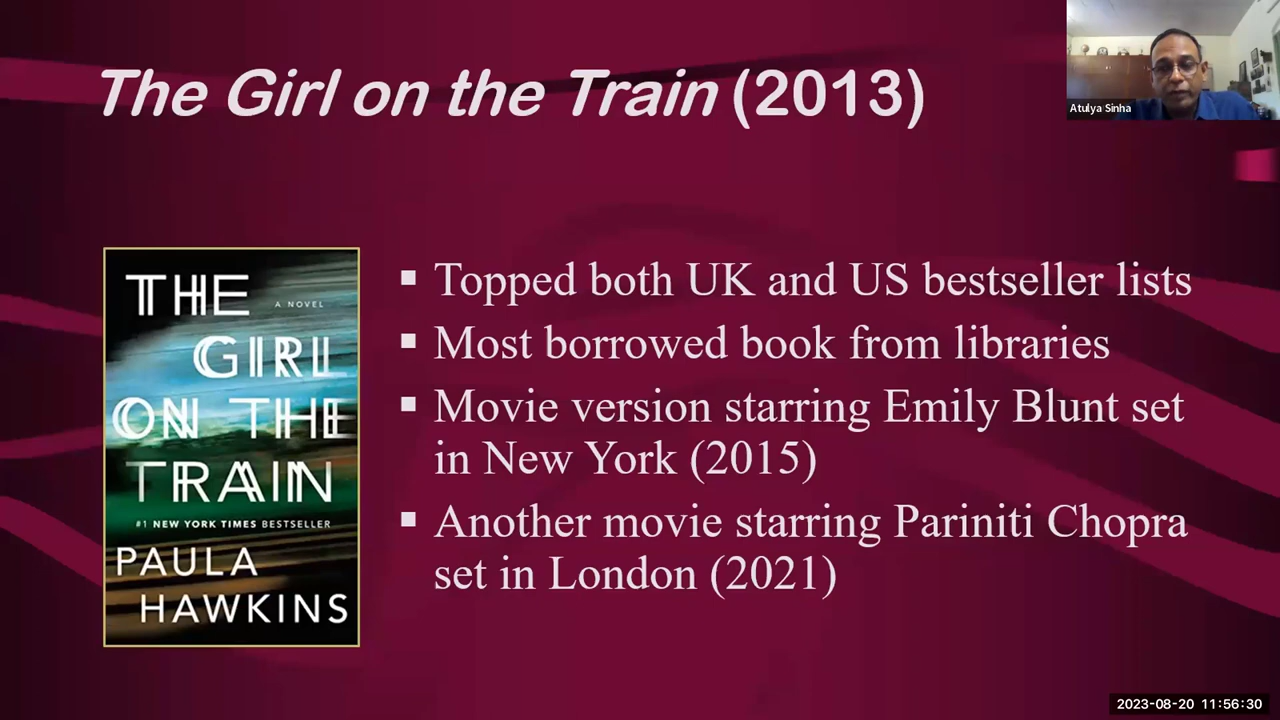 The Girl on the Train (2013)
Atulya Sinha
THE
A NOVEL
GIRL
ON THE
TRAIN
#1 NEW YORK TIMES BESTSELLER
PAULA
HAWKINS
▪ Topped both UK and US bestseller lists
▪ Most borrowed book from libraries
▪ Movie version starring Emily Blunt set
in New York (2015)
▪ Another movie starring Pariniti Chopra
set in London (2021)
2023-08-20 11:56:30